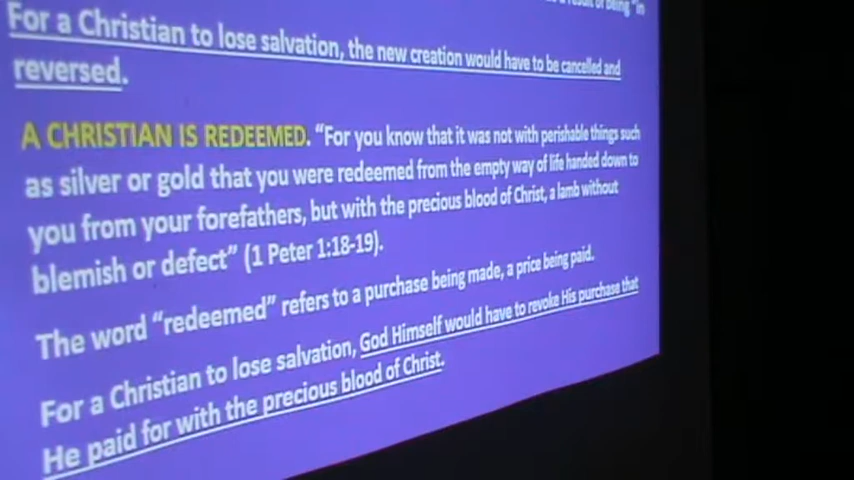 result of being "in
For a Christian to lose salvation, the new creation would have to be cancelled and
reversed.
A CHRISTIAN IS REDEEMED. "For you know that it was not with perishable things such
as silver or gold that you were redeemed from the empty way of life handed down to
you from your forefathers, but with the precious blood of Christ, a lamb without
blemish or defect" (1 Peter 1:18-19).
The word "redeemed" refers to a purchase being made, a price being paid.
For a Christian to lose salvation, God Himself would have to revoke His purchase that
He paid for with the precious blood of Christ.